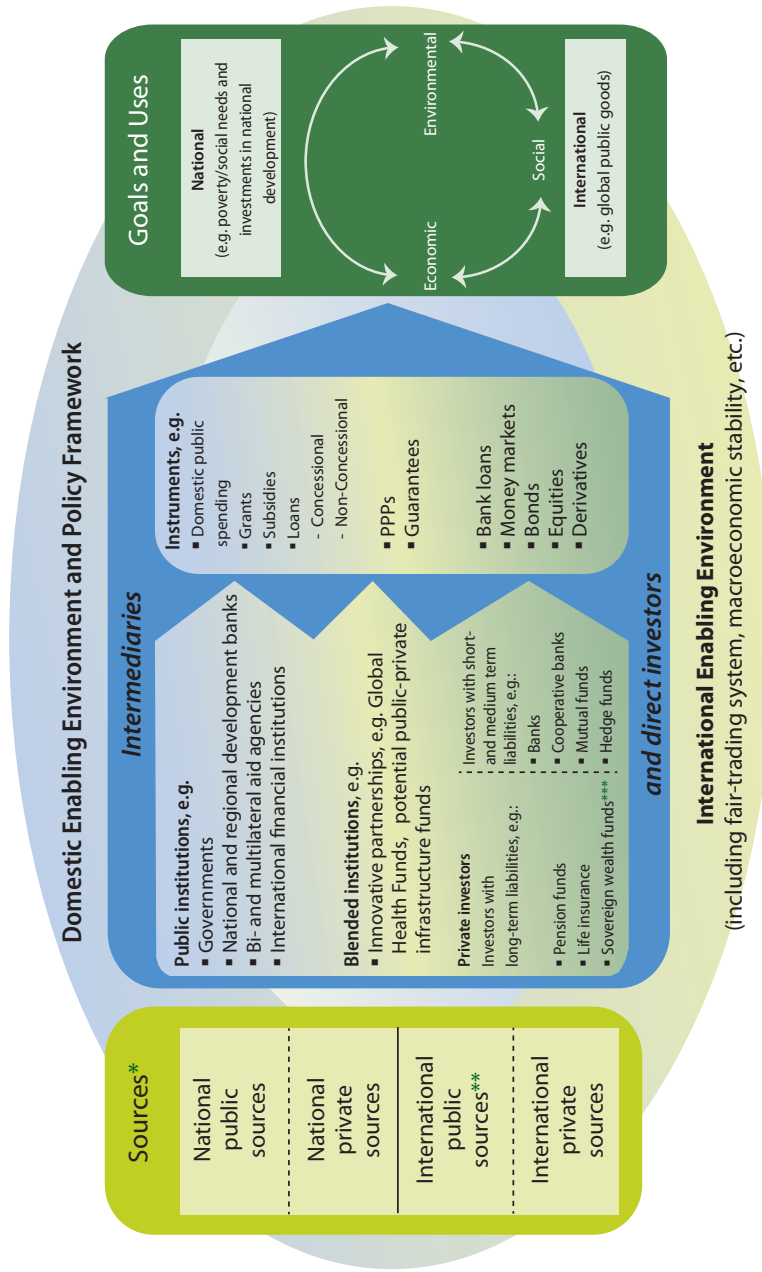 Domestic Enabling Environment and Policy Framework
Sources*
National
public
sources
National
private
sources
International
public
sources**
International
private
sources
Intermediaries
Public institutions, e.g.
▪ Governments
▪ National and regional development banks
▪ Bi- and multilateral aid agencies
▪ International financial institutions
Blended institutions, e.g.
▪ Innovative partnerships, e.g. Global
Health Funds, potential public-private
infrastructure funds
Private investors
Investors with
long-term liabilities, e.g.:
▪ Pension funds
▪ Life insurance
▪ Sovereign wealth funds***
Investors with short-
and medium term
liabilities, e.g.:
▪ Banks
▪ Cooperative banks
▪ Mutual funds
▪ Hedge funds
Instruments, e.g.
▪ Domestic public
spending
▪ Grants
▪ Subsidies
▪ Loans
- Concessional
- Non-Concessional
▪ PPPs
▪ Guarantees
▪ Bank loans
▪ Money markets
▪ Bonds
▪ Equities
▪ Derivatives
and direct investors
Goals and Uses
National
(e.g. poverty/social needs and
investments in national
development)
Economic
Environmental
Social
International
(e.g. global public goods)
International Enabling Environment
(including fair-trading system, macroeconomic stability, etc.)